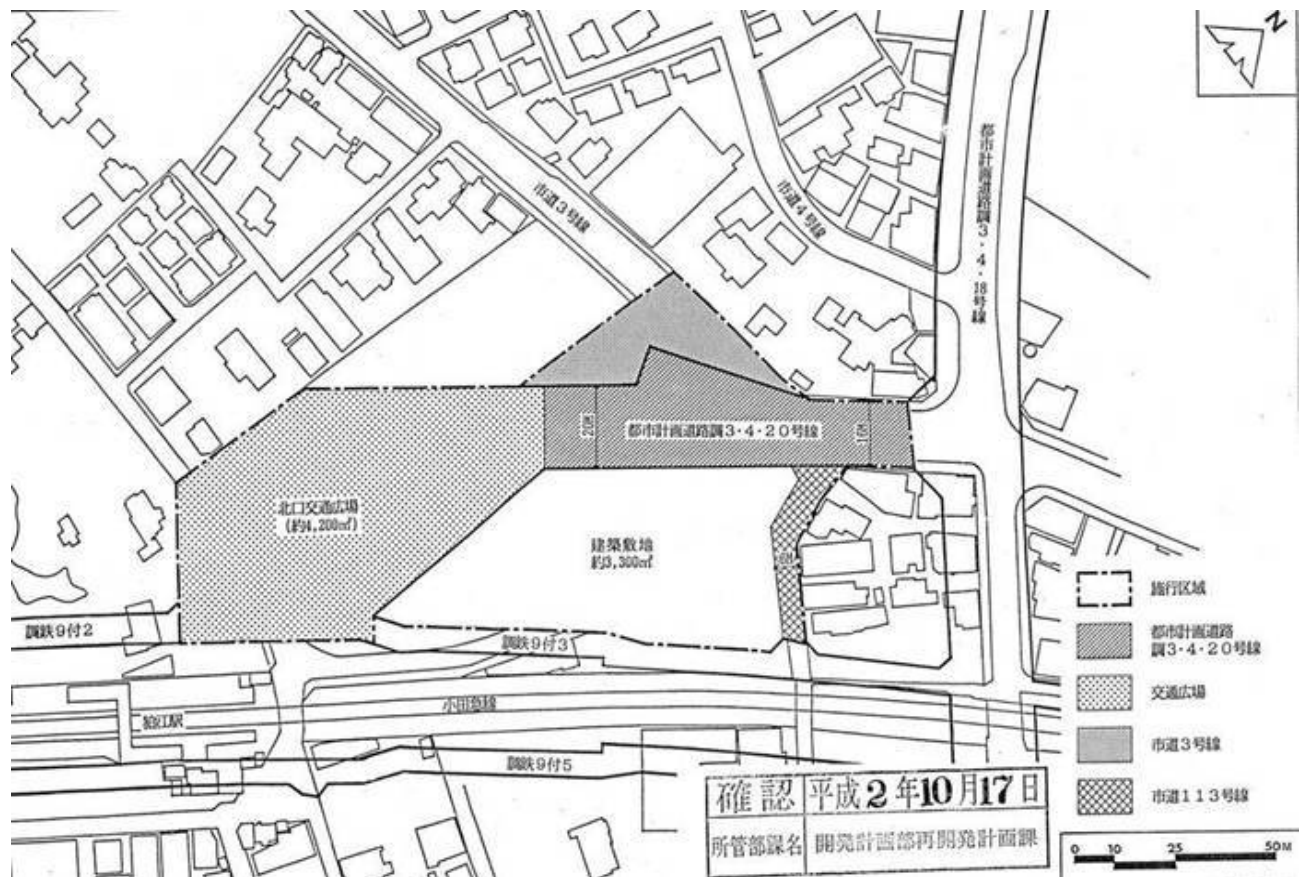 N
市道3号線
市道4号線
都市計画道路調3・4・18号線
20M
都市計画道路調3・4・20号線
北口交通広場
(約4,200㎡)
建築敷地
約3,300㎡
調鉄9付2
調鉄9付3
小田急線
狛江駅
調鉄9付5
施行区域
都市計画道路
調3・4・20号線
交通広場
市道3号線
市道113号線
確認 平成2年10月17日
所管部課名 開発計画部再開発計画課
0 10 25 50M